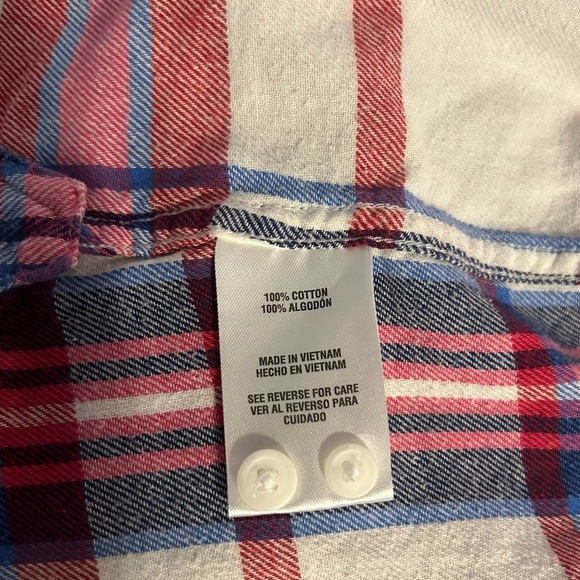 100% COTTON
100% ALGODÓN
MADE IN VIETNAM
HECHO EN VIETNAM
SEE REVERSE FOR CARE
VER AL REVERSO PARA
CUIDADO